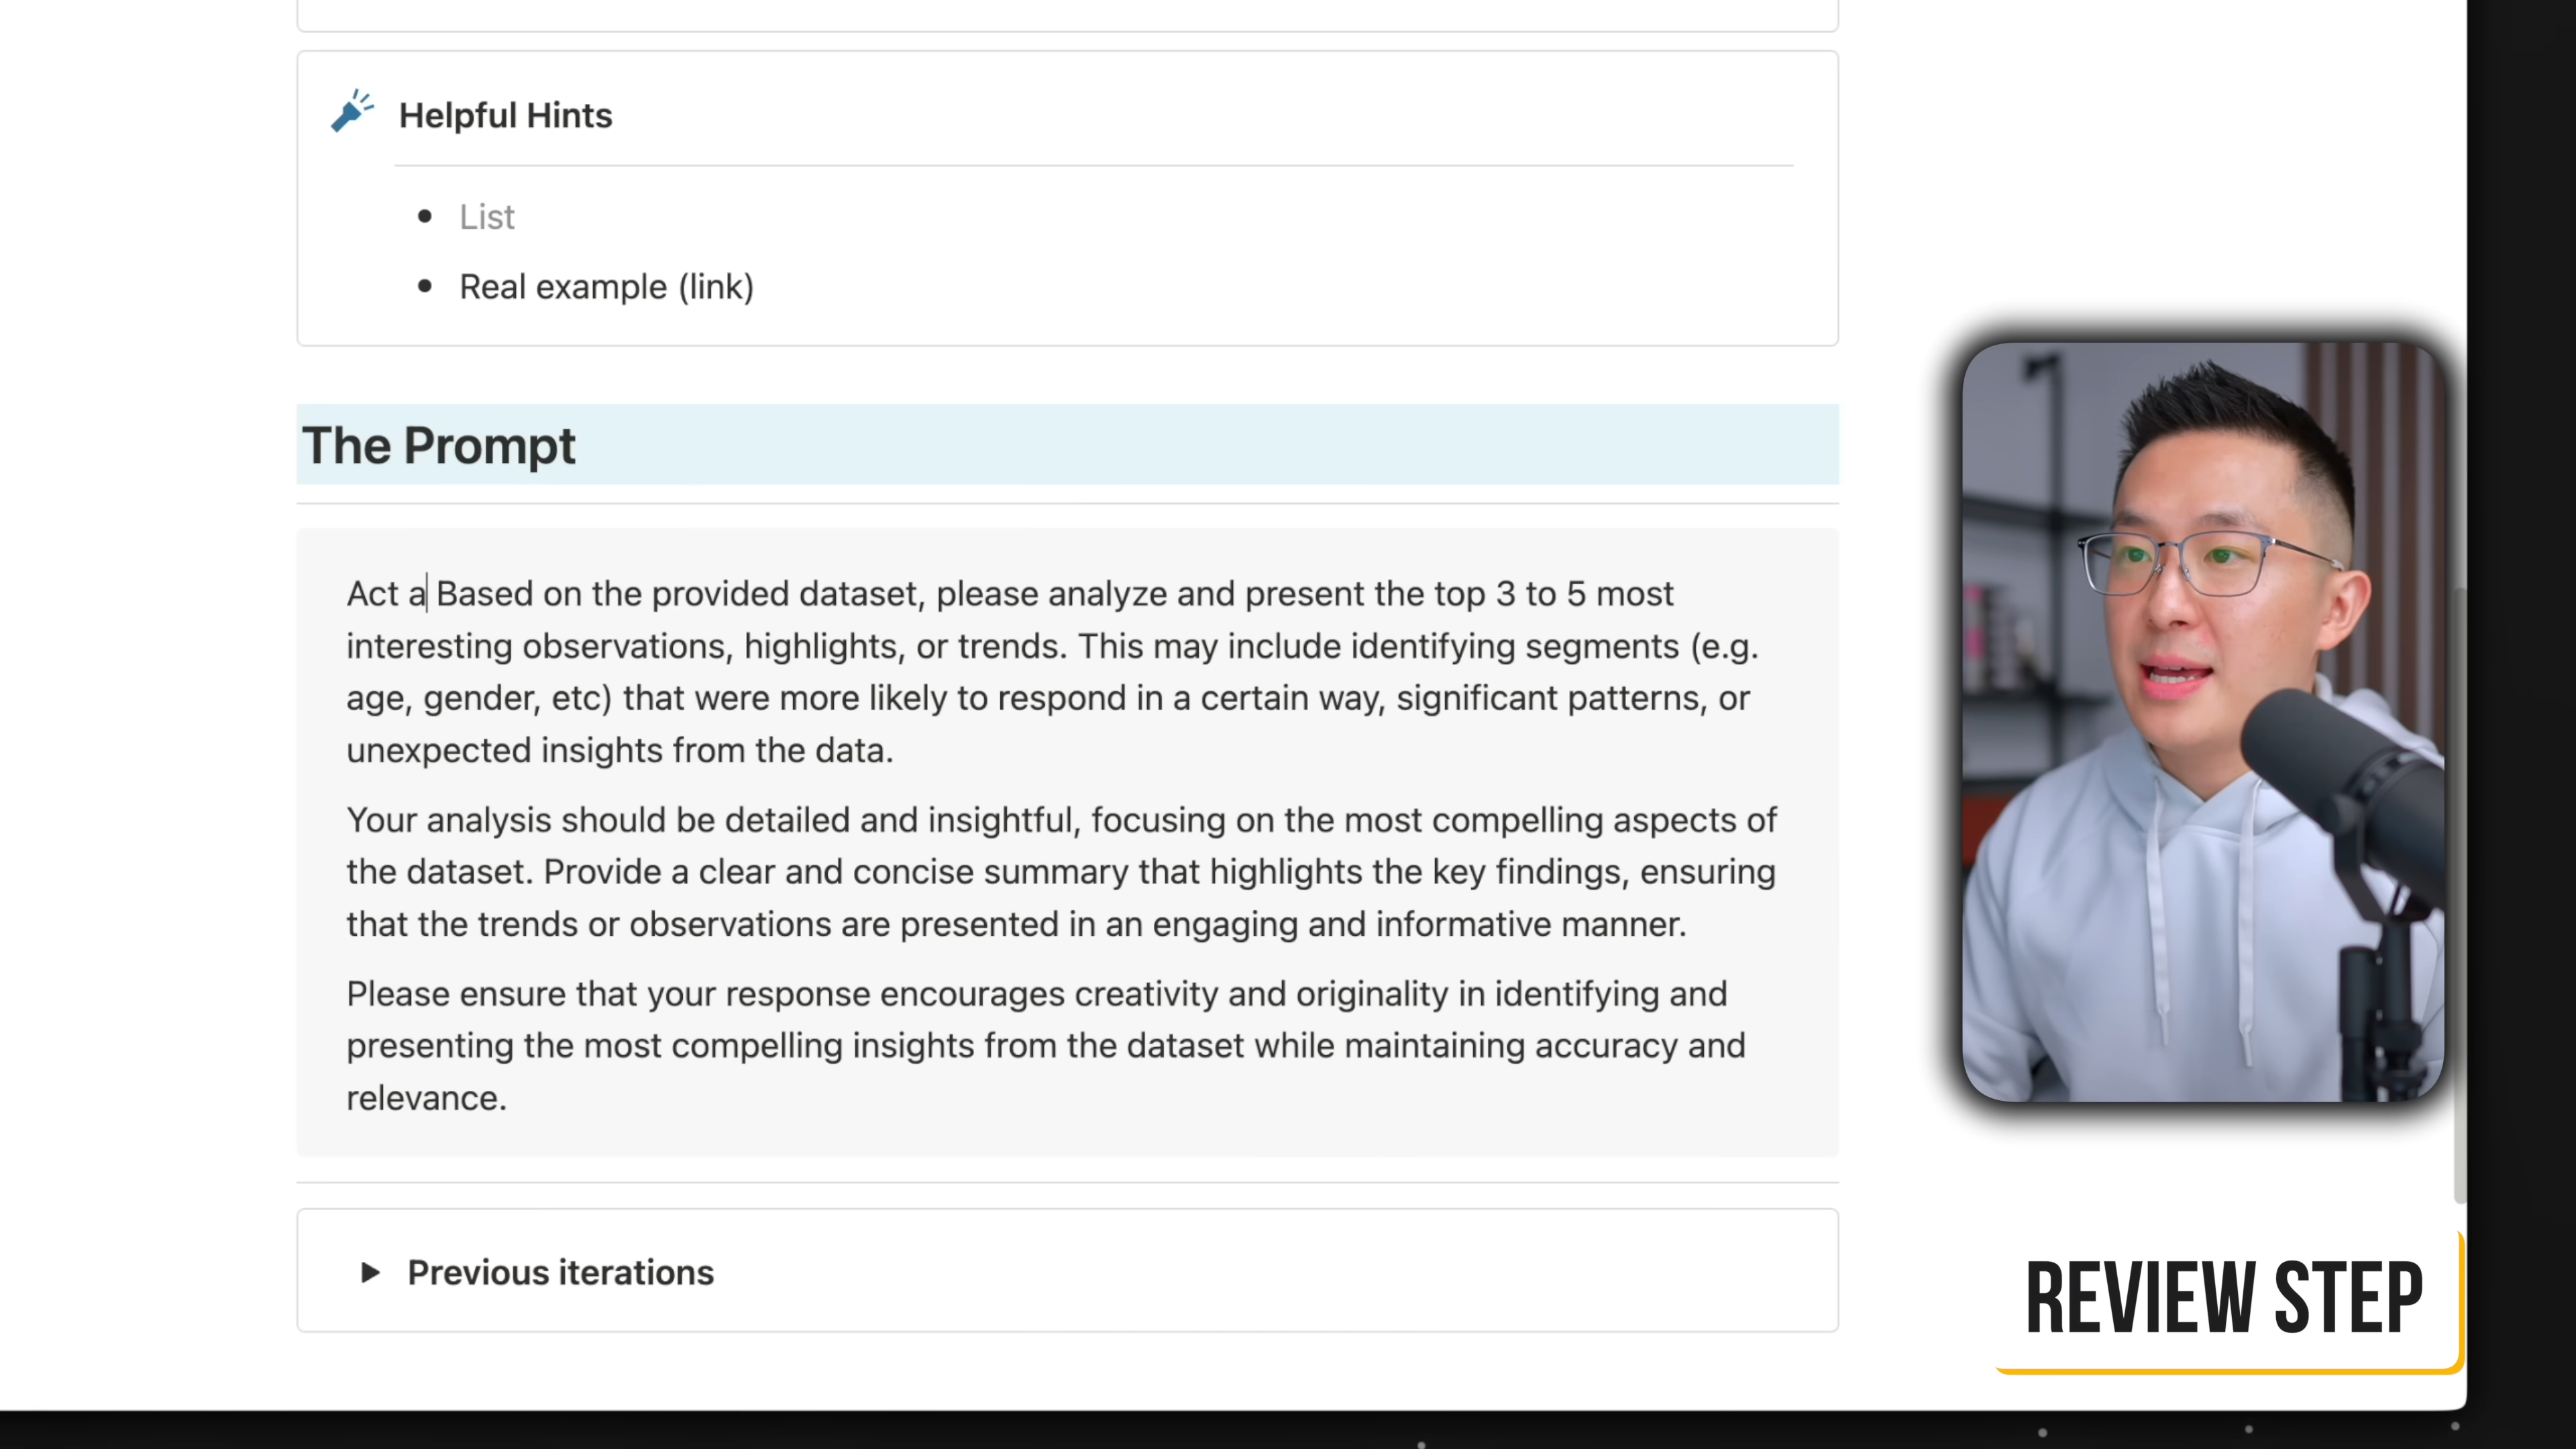 Helpful Hints
List
Real example (link)
The Prompt
Act a Based on the provided dataset, please analyze and present the top 3 to 5 most
interesting observations, highlights, or trends. This may include identifying segments (e.g.
age, gender, etc) that were more likely to respond in a certain way, significant patterns, or
unexpected insights from the data.
Your analysis should be detailed and insightful, focusing on the most compelling aspects of
the dataset. Provide a clear and concise summary that highlights the key findings, ensuring
that the trends or observations are presented in an engaging and informative manner.
Please ensure that your response encourages creativity and originality in identifying and
presenting the most compelling insights from the dataset while maintaining accuracy and
relevance.
Previous iterations
REVIEW STEP